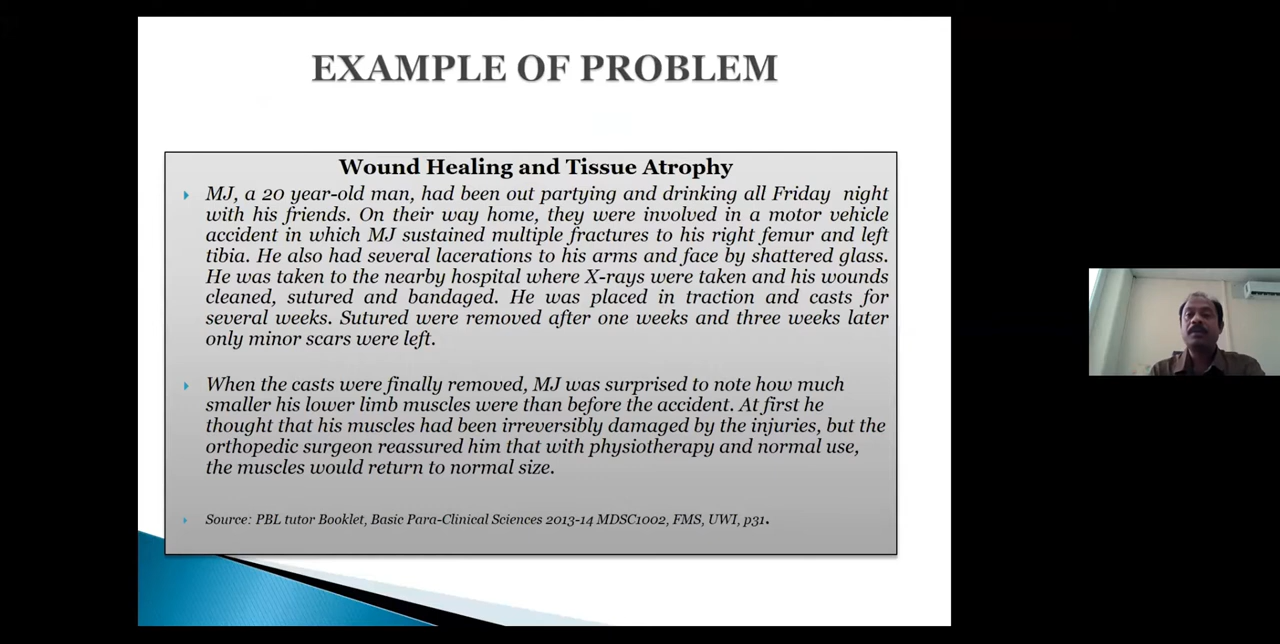 EXAMPLE OF PROBLEM
Wound Healing and Tissue Atrophy
MJ, a 20 year-old man, had been out partying and drinking all Friday night
with his friends. On their way home, they were involved in a motor vehicle
accident in which MJ sustained multiple fractures to his right femur and left
tibia. He also had several lacerations to his arms and face by shattered glass.
He was taken to the nearby hospital where X-rays were taken and his wounds
cleaned, sutured and bandaged. He was placed in traction and casts for
several weeks. Sutured were removed after one weeks and three weeks later
only minor scars were left.
When the casts were finally removed, MJ was surprised to note how much
smaller his lower limb muscles were than before the accident. At first he
thought that his muscles had been irreversibly damaged by the injuries, but the
orthopedic surgeon reassured him that with physiotherapy and normal use,
the muscles would return to normal size.
Source: PBL tutor Booklet, Basic Para-Clinical Sciences 2013-14 MDSC1002, FMS, UWI, p31.